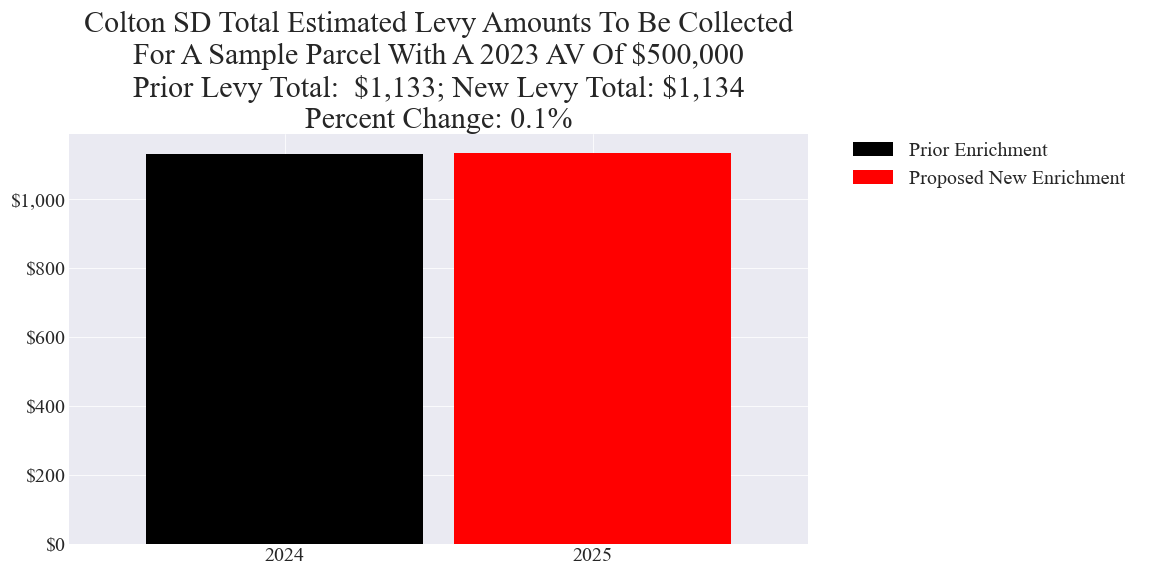 Colton SD Total Estimated Levy Amounts To Be Collected
For A Sample Parcel With A 2023 AV Of $500,000
Prior Levy Total:  $1,133; New Levy Total: $1,134
Percent Change: 0.1%
Prior Enrichment
Proposed New Enrichment
$1,000
$800
$600
$400
$200
$0
2024
2025